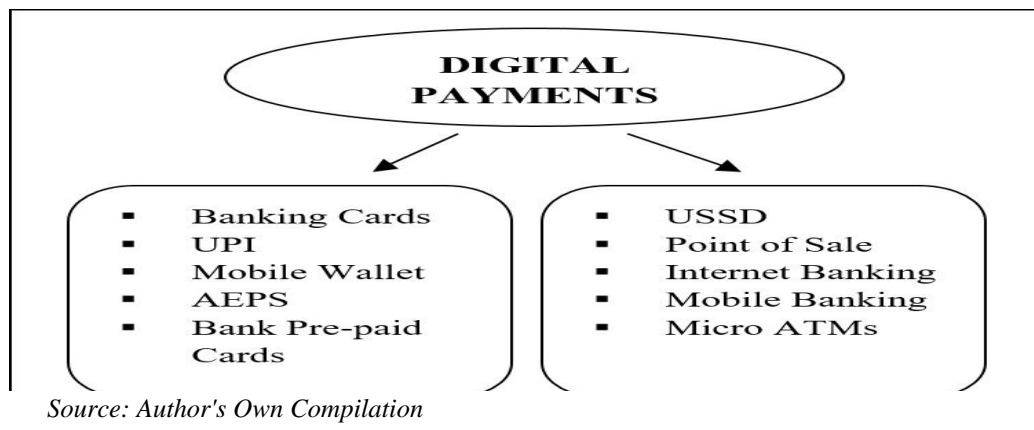 DIGITAL
PAYMENTS
▪ Banking Cards
▪ UPI
▪ Mobile Wallet
▪ AEPS
▪ Bank Pre-paid
Cards
▪ USSD
▪ Point of Sale
▪ Internet Banking
▪ Mobile Banking
▪ Micro ATMs
Source: Author's Own Compilation